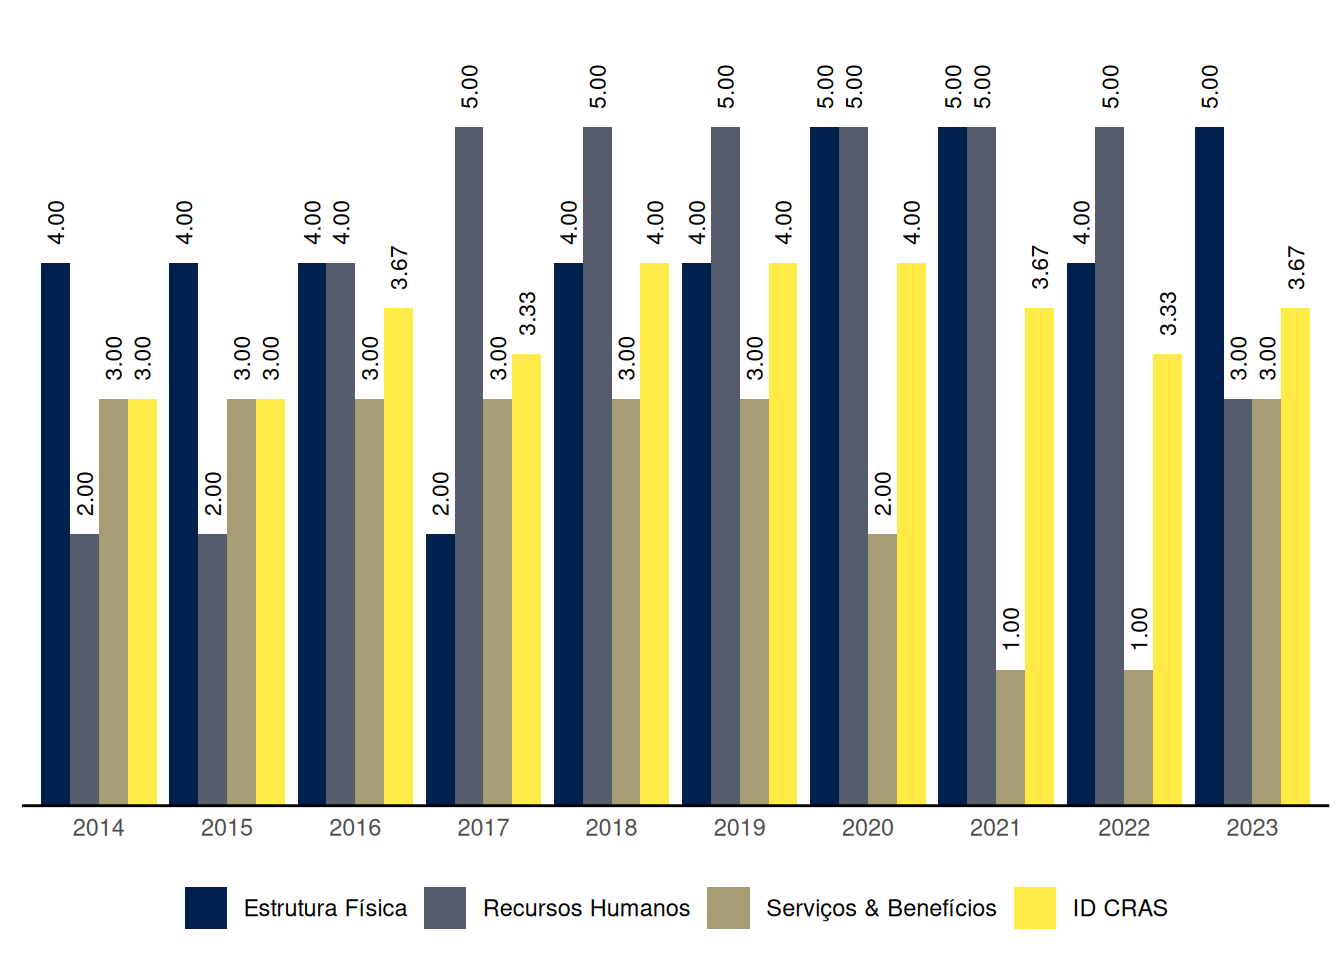 4.00 2.00 3.00 3.00
4.00 2.00 3.00 3.00
4.00 4.00 3.00 3.67
2.00 5.00 3.00 3.33
4.00 5.00 3.00 4.00
4.00 5.00 3.00 4.00
5.00 5.00 2.00 4.00
5.00 5.00 1.00 3.67
4.00 5.00 1.00 3.33
5.00 3.00 3.00 3.67
2014 2015 2016 2017 2018 2019 2020 2021 2022 2023
Estrutura Física Recursos Humanos Serviços & Benefícios ID CRAS